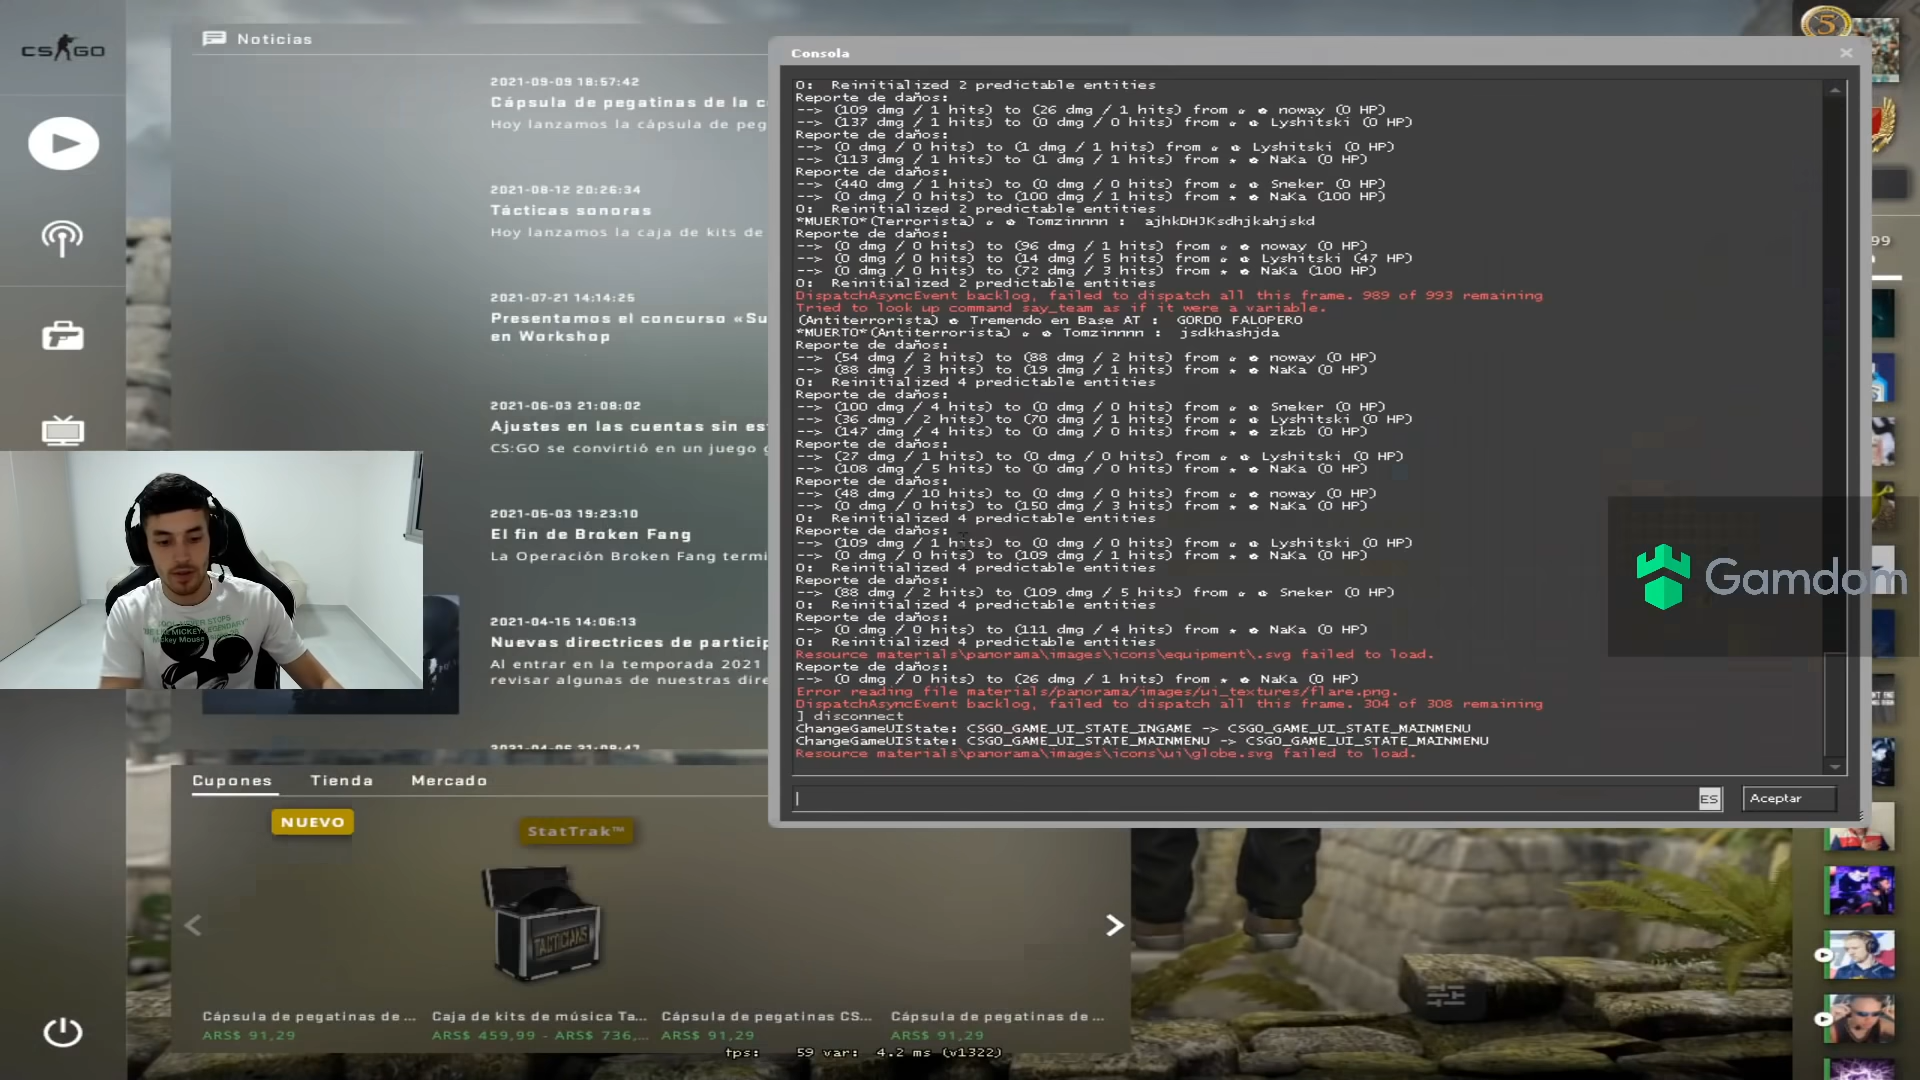 CS GO
Noticias
2021-09-09 18:57:42
Cápsula de pegatinas de la c
Hoy lanzamos la cápsula de peg
2021-08-12 20:26:34
Tácticas sonoras
Hoy lanzamos la caja de kits de
2021-07-21 14:14:25
Presentamos el concurso «Su
en Workshop
2021-06-03 21:08:02
Ajustes en las cuentas sin es
CS:GO se convirtió en un juego g
2021-05-03 19:23:10
El fin de Broken Fang
La Operación Broken Fang termi
2021-04-15 14:06:13
Nuevas directrices de particip
Al entrar en la temporada 2021
revisar algunas de nuestras dire
Consola
0:  Reinitialized 2 predictable entities
Reporte de daños:
--> (109 dmg / 1 hits) to (26 dmg / 1 hits) from noway (0 HP)
--> (137 dmg / 1 hits) to (0 dmg / 0 hits) from Lyshitski (0 HP)
Reporte de daños:
--> (0 dmg / 0 hits) to (1 dmg / 1 hits) from Lyshitski (0 HP)
--> (113 dmg / 1 hits) to (1 dmg / 1 hits) from * NaKa (0 HP)
Reporte de daños:
--> (440 dmg / 1 hits) to (0 dmg / 0 hits) from Sneker (0 HP)
--> (0 dmg / 0 hits) to (100 dmg / 1 hits) from * NaKa (100 HP)
0:  Reinitialized 2 predictable entities
*MUERTO*(Terrorista) Tomzinnnn :  ajhkDHJKsdhjkahjskd
Reporte de daños:
--> (0 dmg / 0 hits) to (96 dmg / 1 hits) from noway (0 HP)
--> (0 dmg / 0 hits) to (14 dmg / 5 hits) from Lyshitski (47 HP)
--> (0 dmg / 0 hits) to (72 dmg / 3 hits) from * NaKa (100 HP)
0:  Reinitialized 2 predictable entities
DispatchAsyncEvent backlog, failed to dispatch all this frame. 989 of 993 remaining
Tried to look up command say_team as if it were a variable.
(Antiterrorista) Tremendo en Base AT :  GORDO FALOPERO
*MUERTO*(Antiterrorista) Tomzinnnn :  jsdkhashjda
Reporte de daños:
--> (54 dmg / 2 hits) to (88 dmg / 2 hits) from noway (0 HP)
--> (88 dmg / 3 hits) to (19 dmg / 1 hits) from * NaKa (0 HP)
0:  Reinitialized 4 predictable entities
Reporte de daños:
--> (100 dmg / 4 hits) to (0 dmg / 0 hits) from Sneker (0 HP)
--> (36 dmg / 2 hits) to (70 dmg / 1 hits) from Lyshitski (0 HP)
--> (147 dmg / 4 hits) to (0 dmg / 0 hits) from * zkzb (0 HP)
Reporte de daños:
--> (27 dmg / 1 hits) to (0 dmg / 0 hits) from Lyshitski (0 HP)
--> (108 dmg / 5 hits) to (0 dmg / 0 hits) from * NaKa (0 HP)
Reporte de daños:
--> (48 dmg / 10 hits) to (0 dmg / 0 hits) from noway (0 HP)
--> (0 dmg / 0 hits) to (150 dmg / 3 hits) from * NaKa (0 HP)
0:  Reinitialized 4 predictable entities
Reporte de daños:
--> (109 dmg / 1 hits) to (0 dmg / 0 hits) from Lyshitski (0 HP)
--> (0 dmg / 0 hits) to (109 dmg / 1 hits) from * NaKa (0 HP)
0:  Reinitialized 4 predictable entities
Reporte de daños:
--> (88 dmg / 2 hits) to (109 dmg / 5 hits) from Sneker (0 HP)
0:  Reinitialized 4 predictable entities
Reporte de daños:
--> (0 dmg / 0 hits) to (111 dmg / 4 hits) from * NaKa (0 HP)
0:  Reinitialized 4 predictable entities
Resource materials\panorama\images\icons\equipment\.svg failed to load.
Reporte de daños:
--> (0 dmg / 0 hits) to (26 dmg / 1 hits) from * NaKa (0 HP)
Error reading file materials/panorama/images/ui_textures/flare.png.
DispatchAsyncEvent backlog, failed to dispatch all this frame. 304 of 308 remaining
] disconnect
ChangeGameUIState: CSGO_GAME_UI_STATE_INGAME -> CSGO_GAME_UI_STATE_MAINMENU
ChangeGameUIState: CSGO_GAME_UI_STATE_MAINMENU -> CSGO_GAME_UI_STATE_MAINMENU
Resource materials\panorama\images\icons\ui\globe.svg failed to load.
ES
Aceptar
5
99
Gamdom
Mickey Mouse
Cupones
Tienda
Mercado
NUEVO
StatTrak™
TACTICIANS
Cápsula de pegatinas de ...
ARS$ 91,29
Caja de kits de música Ta...
ARS$ 459,99 - ARS$ 736,...
Cápsula de pegatinas CS...
ARS$ 91,29
Cápsula de pegatinas de ...
ARS$ 91,29
fps:    59 var:  4.2 ms (v1322)